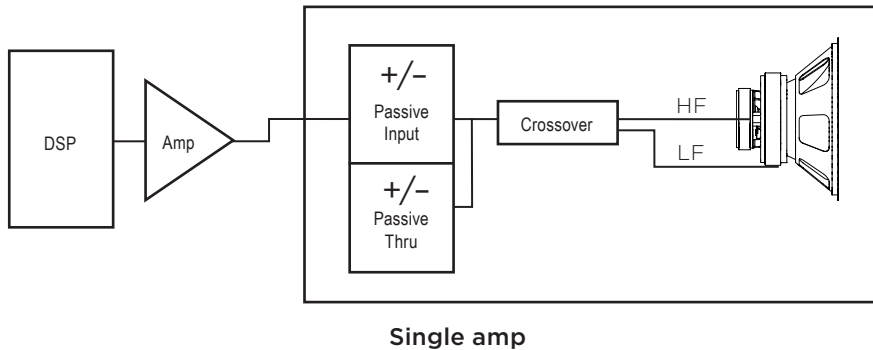 DSP
Amp
+/–
Passive
Input
+/–
Passive
Thru
Crossover
HF
LF
Single amp